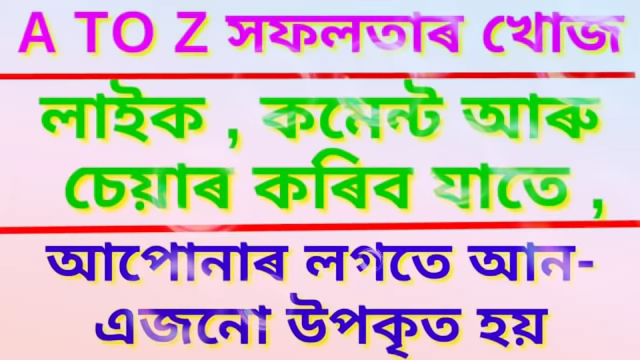 A TO Z সফলতাৰ খোজ
লাইক , কমেন্ট আৰু
চেয়াৰ কৰিব যাতে ,
আপোনাৰ লগতে আন-
এজনো উপকৃত হয়